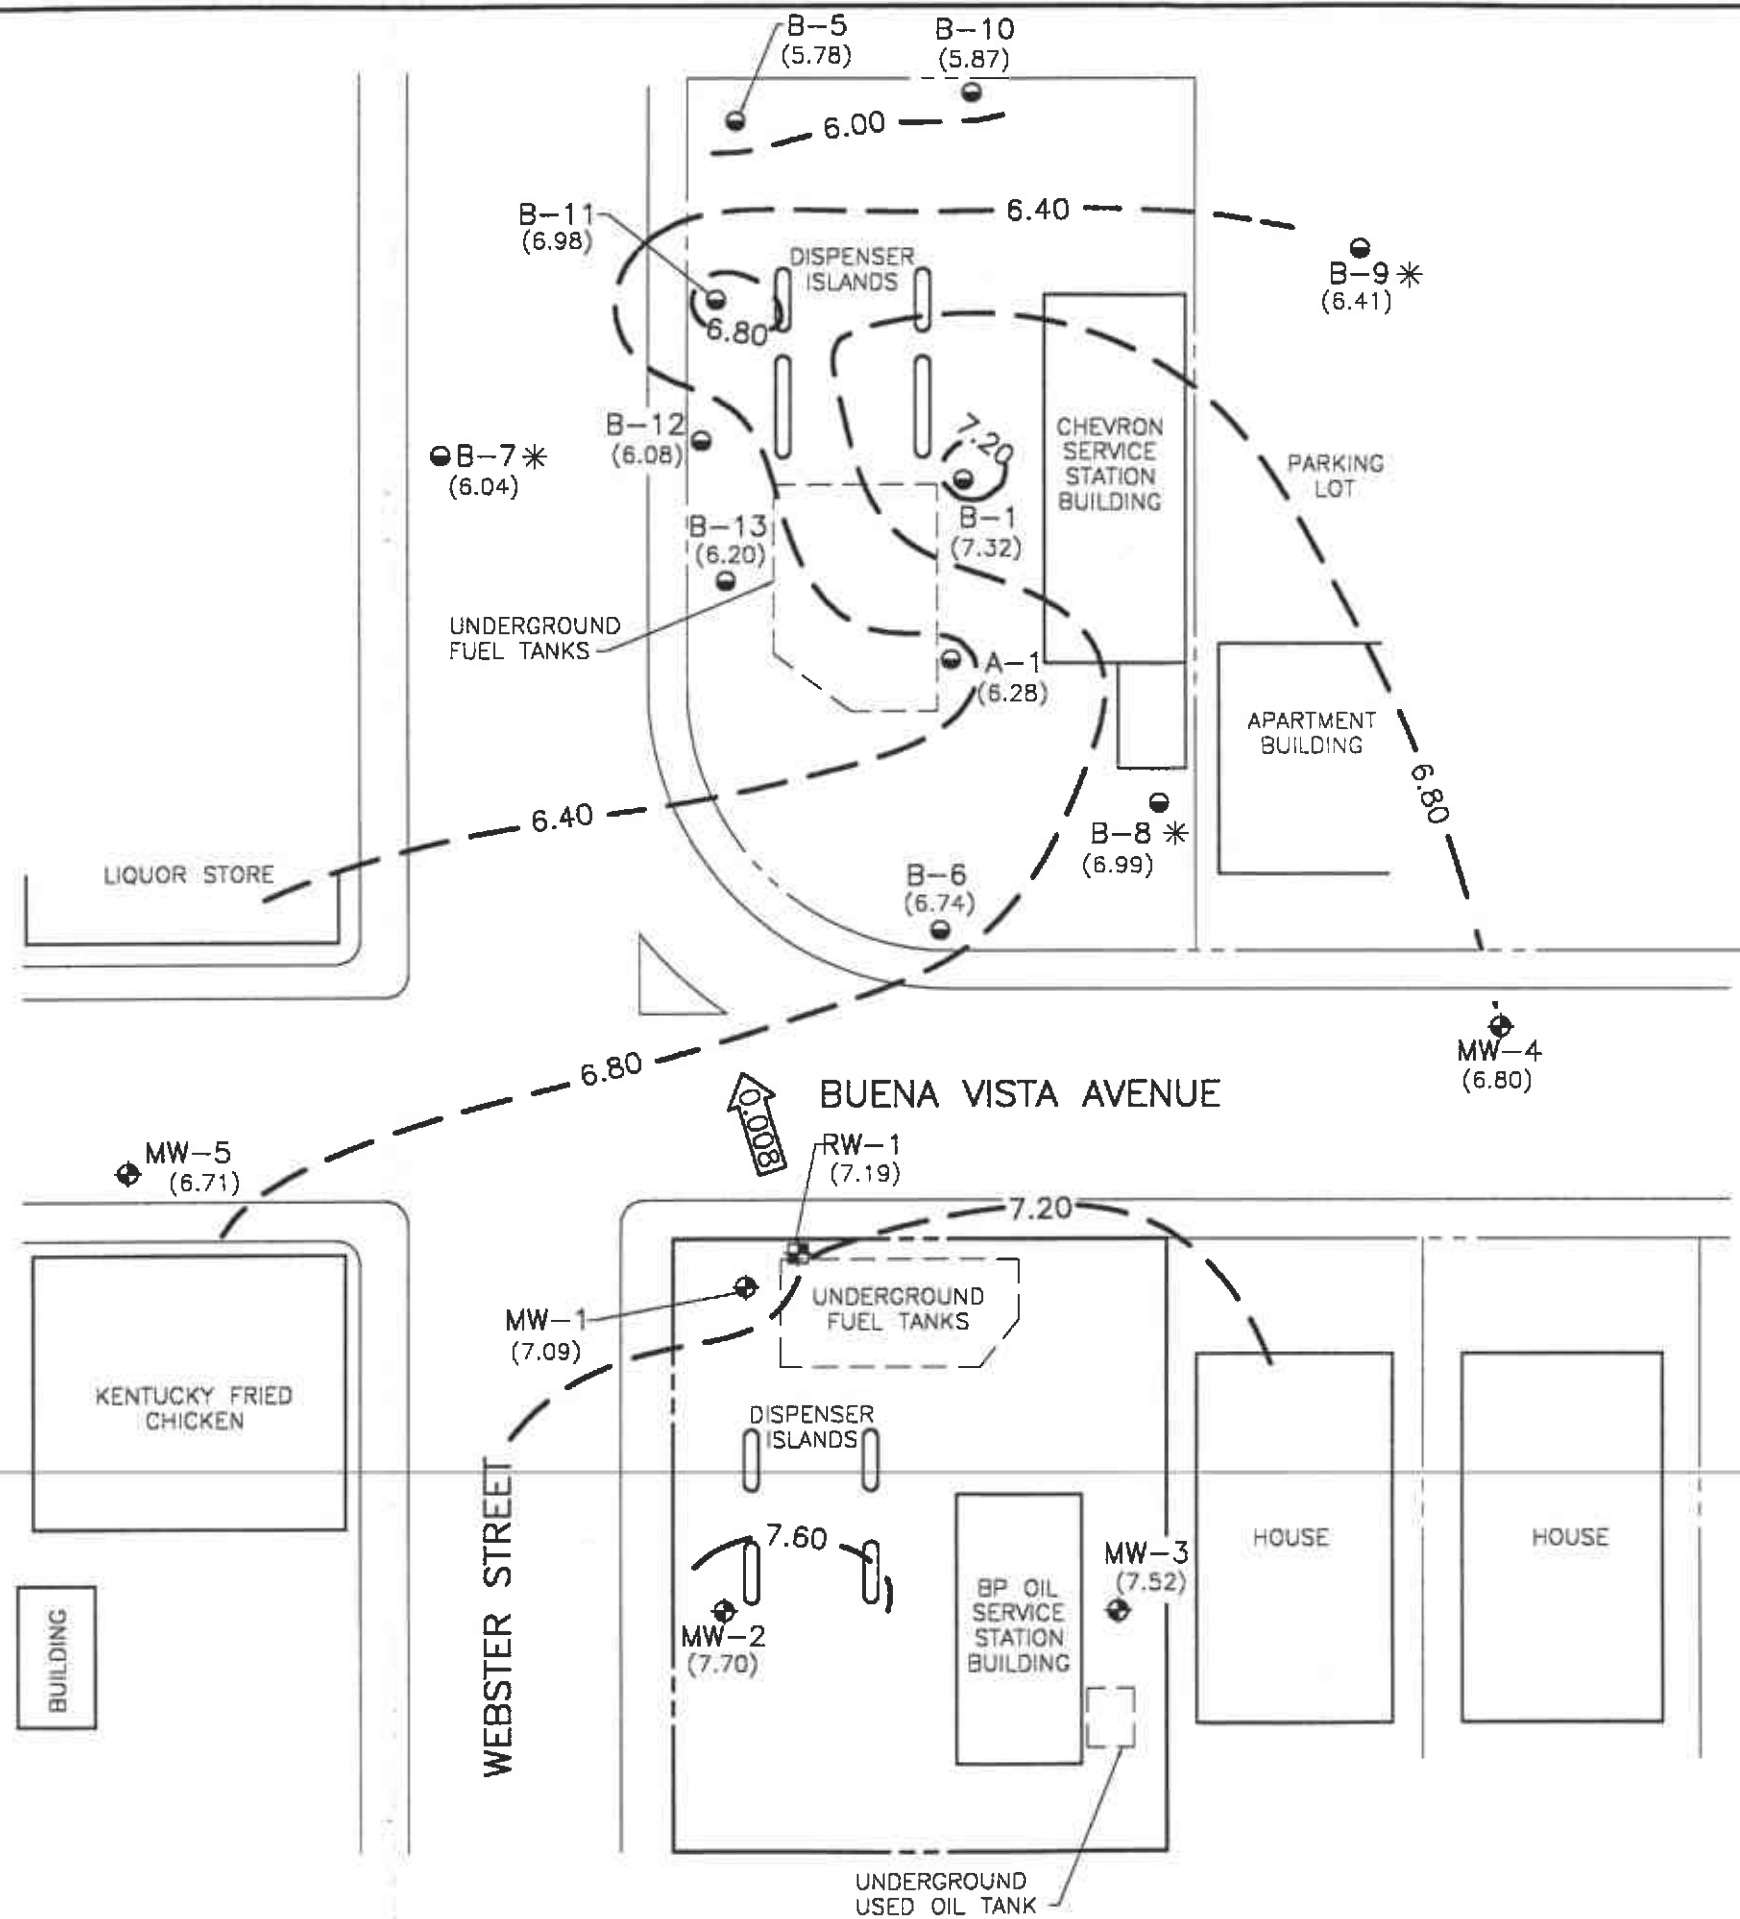 B-5
(5.78)
B-10
(5.87)
6.00
B-11
(6.98)
6.40
DISPENSER
ISLANDS
B-9 *
(6.41)
6.80
B-12
(6.08)
B-7 *
(6.04)
7.20
CHEVRON
SERVICE
STATION
BUILDING
PARKING
LOT
B-13
(6.20)
B-1
(7.32)
UNDERGROUND
FUEL TANKS
A-1
(6.28)
APARTMENT
BUILDING
6.80
6.40
B-8 *
(6.99)
LIQUOR STORE
B-6
(6.74)
MW-4
(6.80)
6.80
BUENA VISTA AVENUE
0.008
MW-5
(6.71)
RW-1
(7.19)
7.20
MW-1
(7.09)
UNDERGROUND
FUEL TANKS
KENTUCKY FRIED
CHICKEN
DISPENSER
ISLANDS
WEBSTER STREET
7.60
MW-3
(7.52)
HOUSE
HOUSE
BP OIL
SERVICE
STATION
BUILDING
MW-2
(7.70)
BUILDING
UNDERGROUND
USED OIL TANK